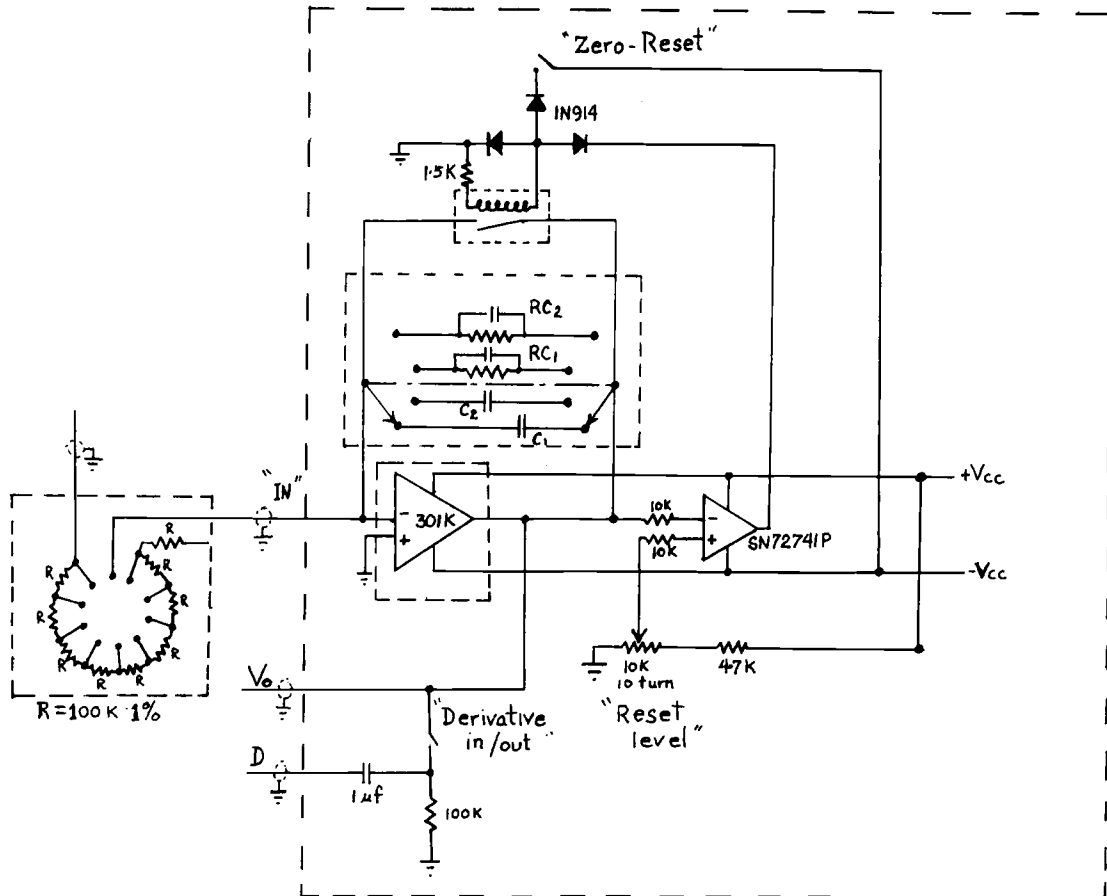 "Zero-Reset"
1N914
1.5K
RC2
RC1
C2
C1
"IN"
+Vcc
-
301K
+
10K
10K
-
+
SN72741P
-Vcc
R
R
R
R
R
R
R
R
R
R=100K 1%
10K
10 turn
47K
"Reset
level"
Vo
"Derivative
in/out"
D
1µf
100K